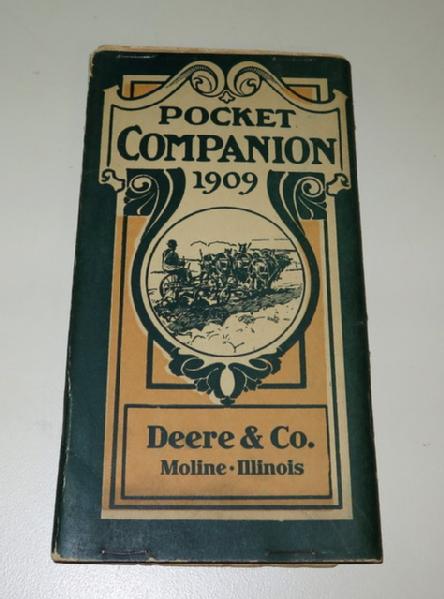 POCKET
COMPANION
1909
Deere & Co.
Moline • Illinois